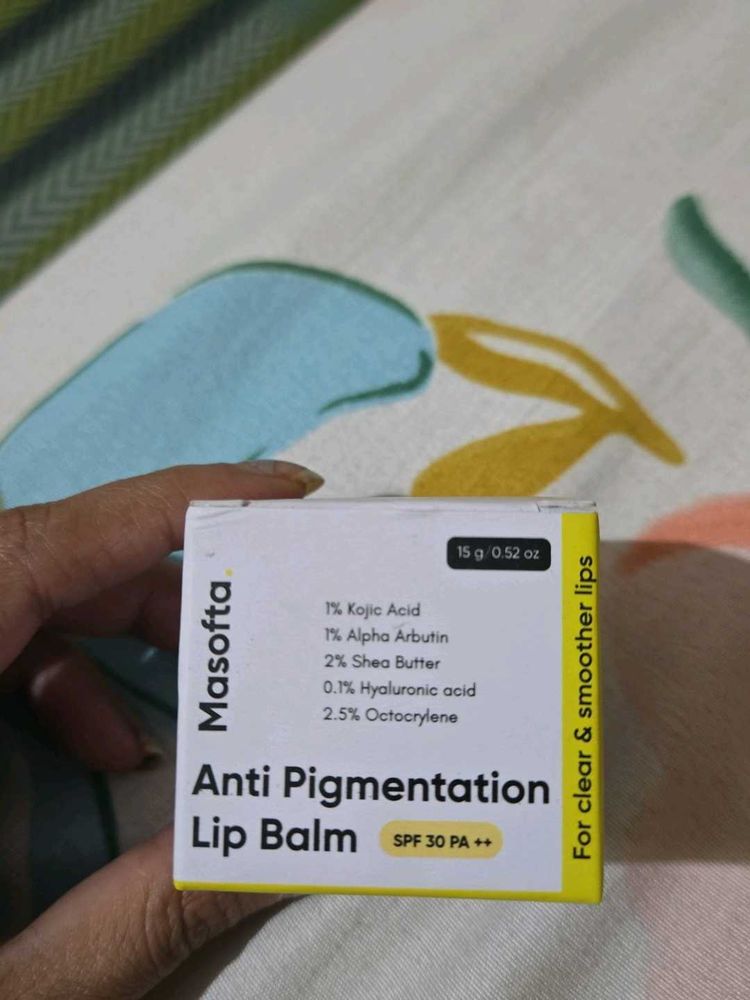 15 g/0.52 oz
Masofta.
1% Kojic Acid
1% Alpha Arbutin
2% Shea Butter
0.1% Hyaluronic acid
2.5% Octocrylene
Anti Pigmentation
Lip Balm
SPF 30 PA ++
For clear & smoother lips